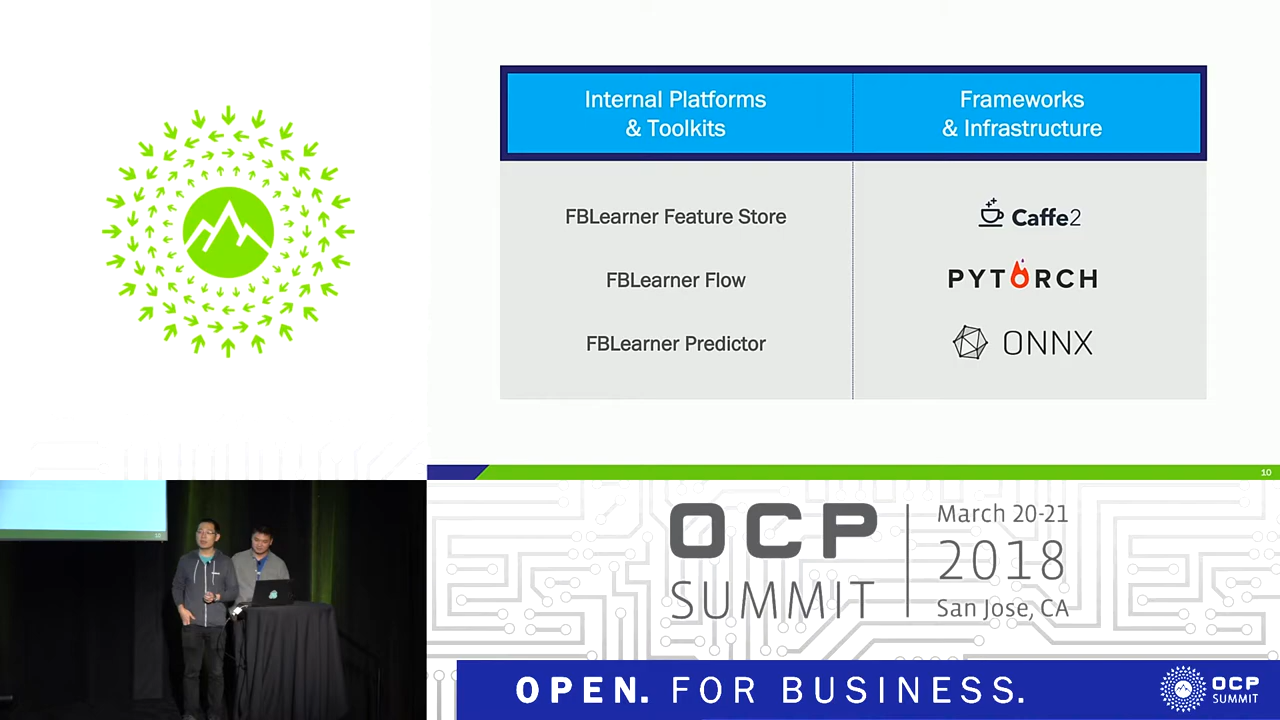 Internal Platforms
& Toolkits
Frameworks
& Infrastructure
FBLearner Feature Store
Caffe2
FBLearner Flow
PYTORCH
FBLearner Predictor
ONNX
10
10
OCP
SUMMIT
March 20-21
2018
San Jose, CA
OPEN. FOR BUSINESS.
OCP
SUMMIT